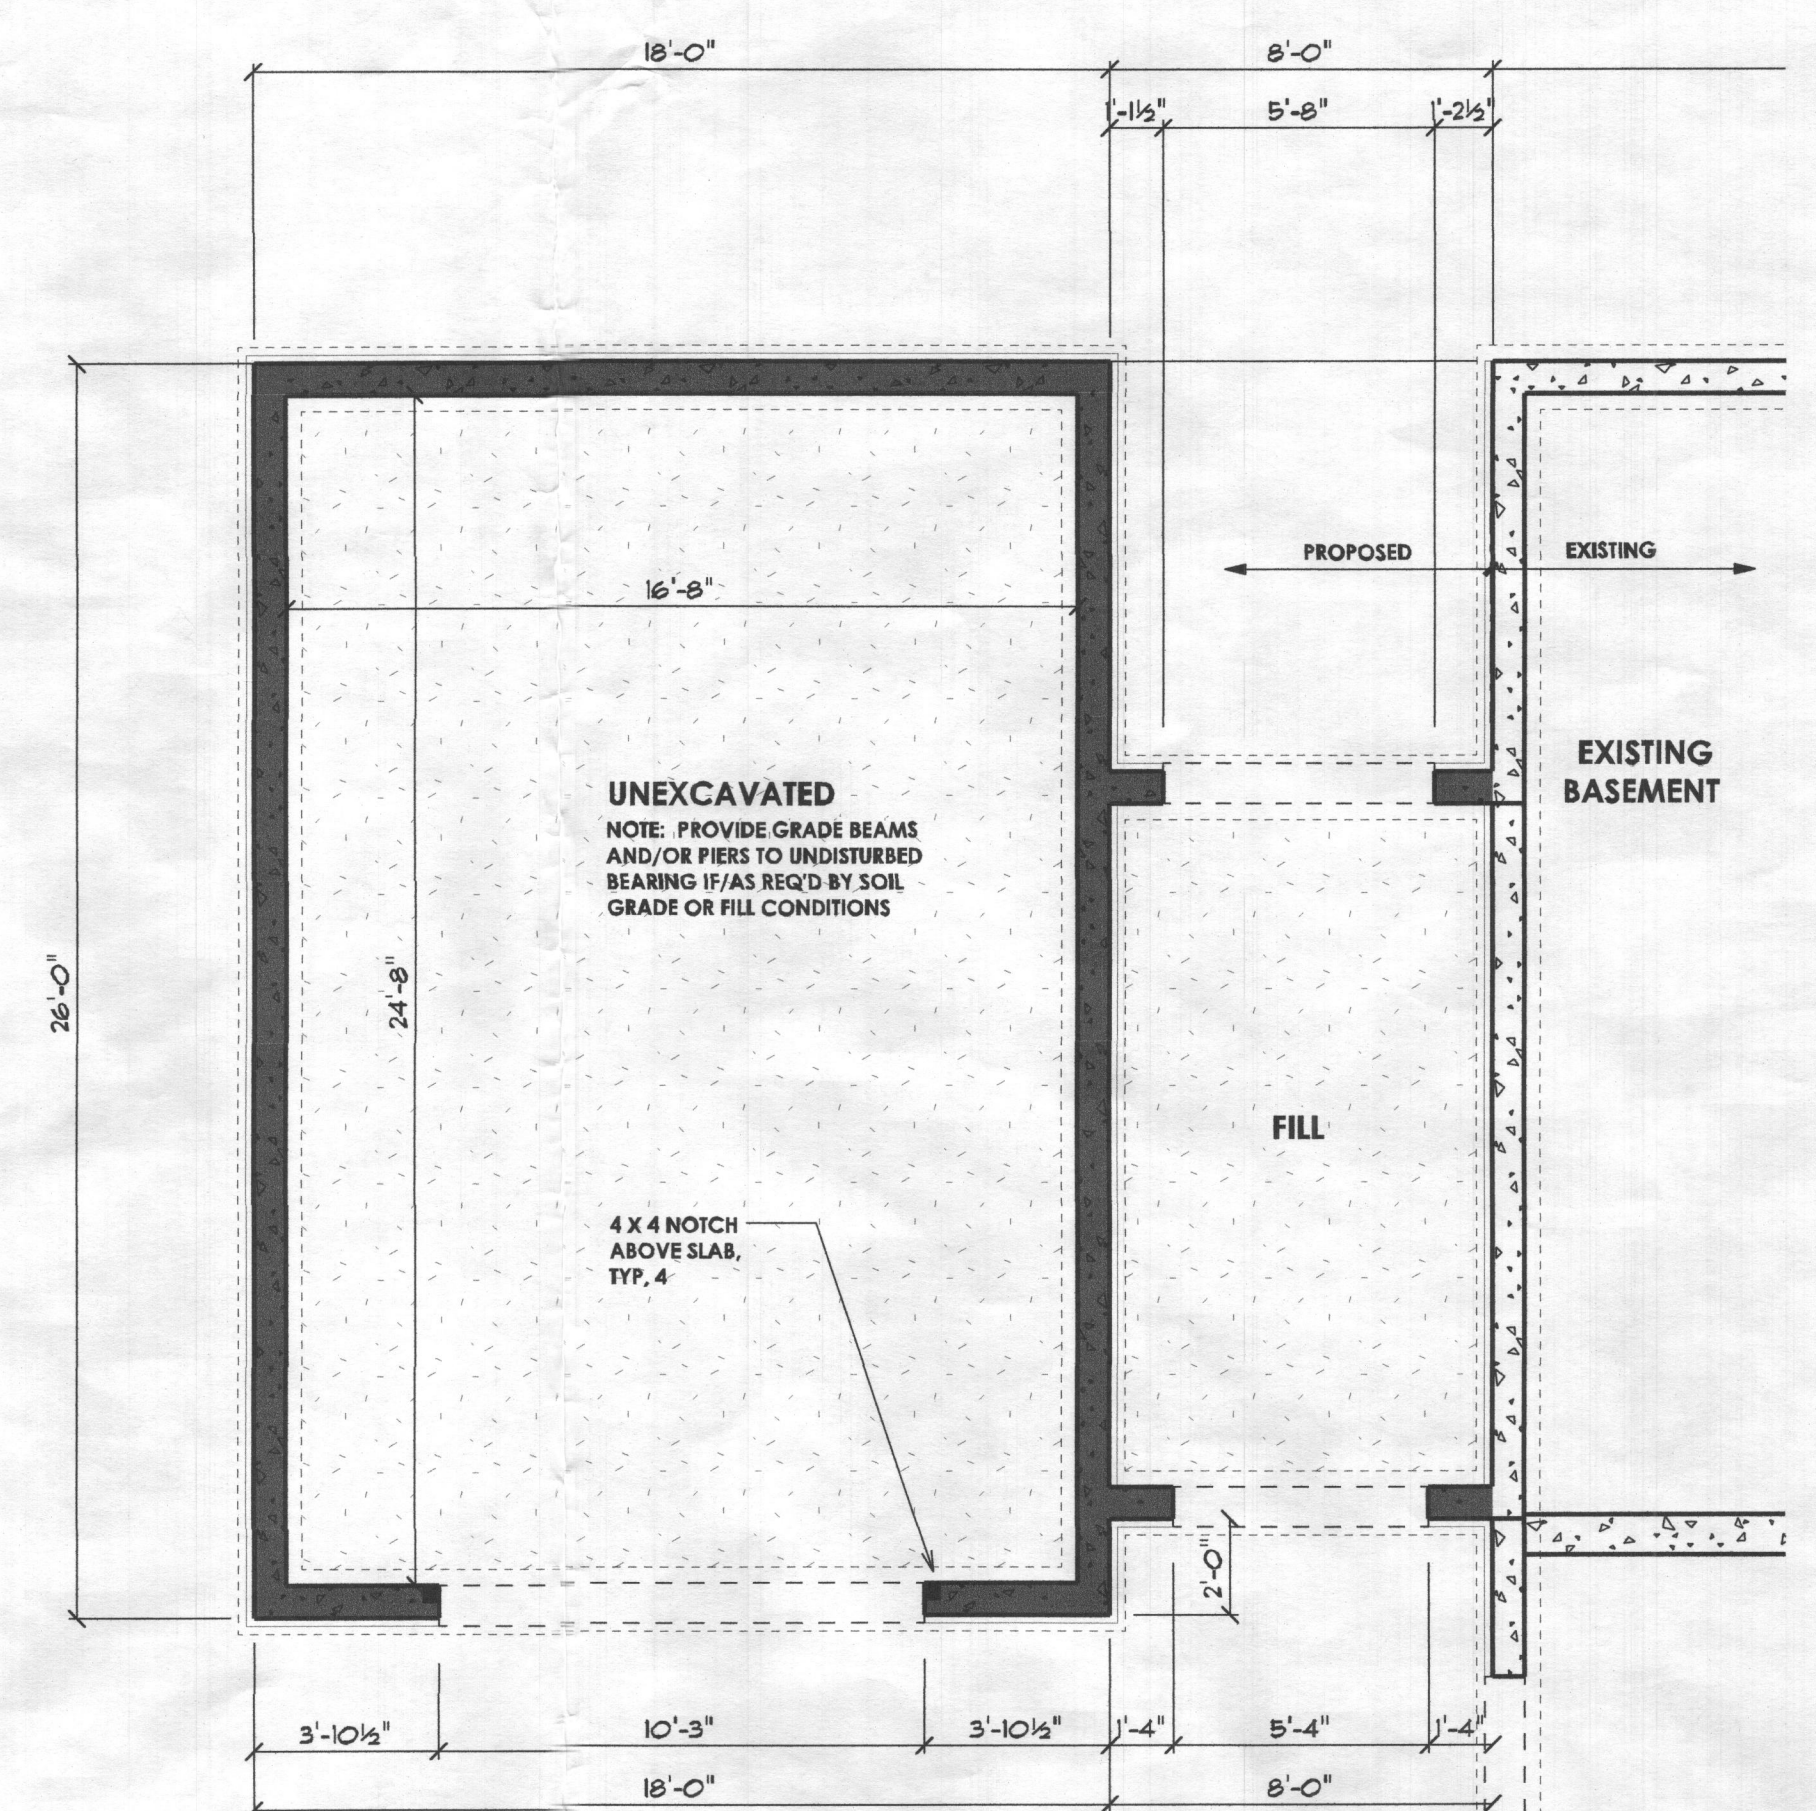 18'-0"
8'-0"
1'-1½"
5'-8"
1'-2½"
PROPOSED
EXISTING
16'-8"
EXISTING
BASEMENT
UNEXCAVATED
NOTE: PROVIDE GRADE BEAMS
AND/OR PIERS TO UNDISTURBED
BEARING IF/AS REQ'D BY SOIL
GRADE OR FILL CONDITIONS
26'-0"
24'-8"
FILL
4 X 4 NOTCH
ABOVE SLAB,
TYP, 4
2'-0"
3'-10½"
10'-3"
3'-10½"
1'-4"
5'-4"
1'-4"
18'-0"
8'-0"